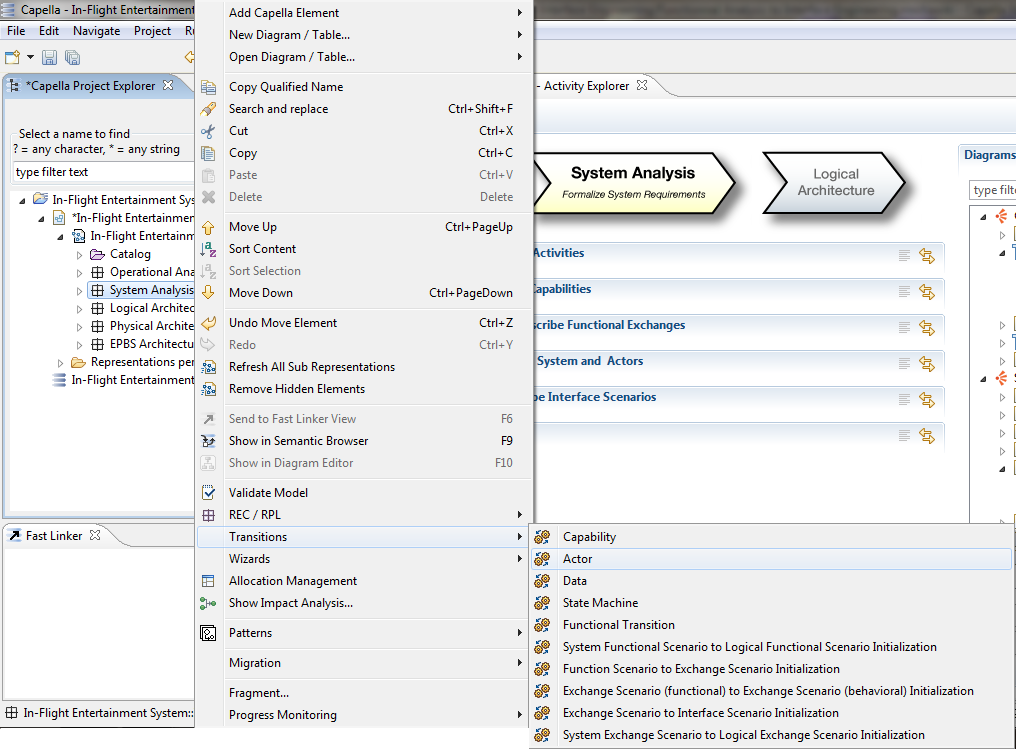 Capella - In-Flight Entertainment
File Edit Navigate Project
*Capella Project Explorer
Select a name to find
? = any character, * = any string
type filter text
In-Flight Entertainment Sy
*In-Flight Entertainmen
In-Flight Entertainm
Catalog
Operational Ana
System Analysis
Logical Architec
Physical Archite
EPBS Architectu
Representations per
In-Flight Entertainment
Fast Linker
In-Flight Entertainment System::
Add Capella Element
New Diagram / Table...
Open Diagram / Table...
Copy Qualified Name
Search and replace Ctrl+Shift+F
Cut Ctrl+X
Copy Ctrl+C
Paste Ctrl+V
Delete Delete
Move Up Ctrl+PageUp
Sort Content
Sort Selection
Move Down Ctrl+PageDown
Undo Move Element Ctrl+Z
Redo Ctrl+Y
Refresh All Sub Representations
Remove Hidden Elements
Send to Fast Linker View F6
Show in Semantic Browser F9
Show in Diagram Editor F10
Validate Model
REC / RPL
Transitions
Wizards
Allocation Management
Show Impact Analysis...
Patterns
Migration
Fragment...
Progress Monitoring
Capability
Actor
Data
State Machine
Functional Transition
System Functional Scenario to Logical Functional Scenario Initialization
Function Scenario to Exchange Scenario Initialization
Exchange Scenario (functional) to Exchange Scenario (behavioral) Initialization
Exchange Scenario to Interface Scenario Initialization
System Exchange Scenario to Logical Exchange Scenario Initialization
- Activity Explorer
System Analysis
Formalize System Requirements
Logical
Architecture
Activities
Capabilities
scribe Functional Exchanges
System and Actors
be Interface Scenarios
Diagrams
type filte